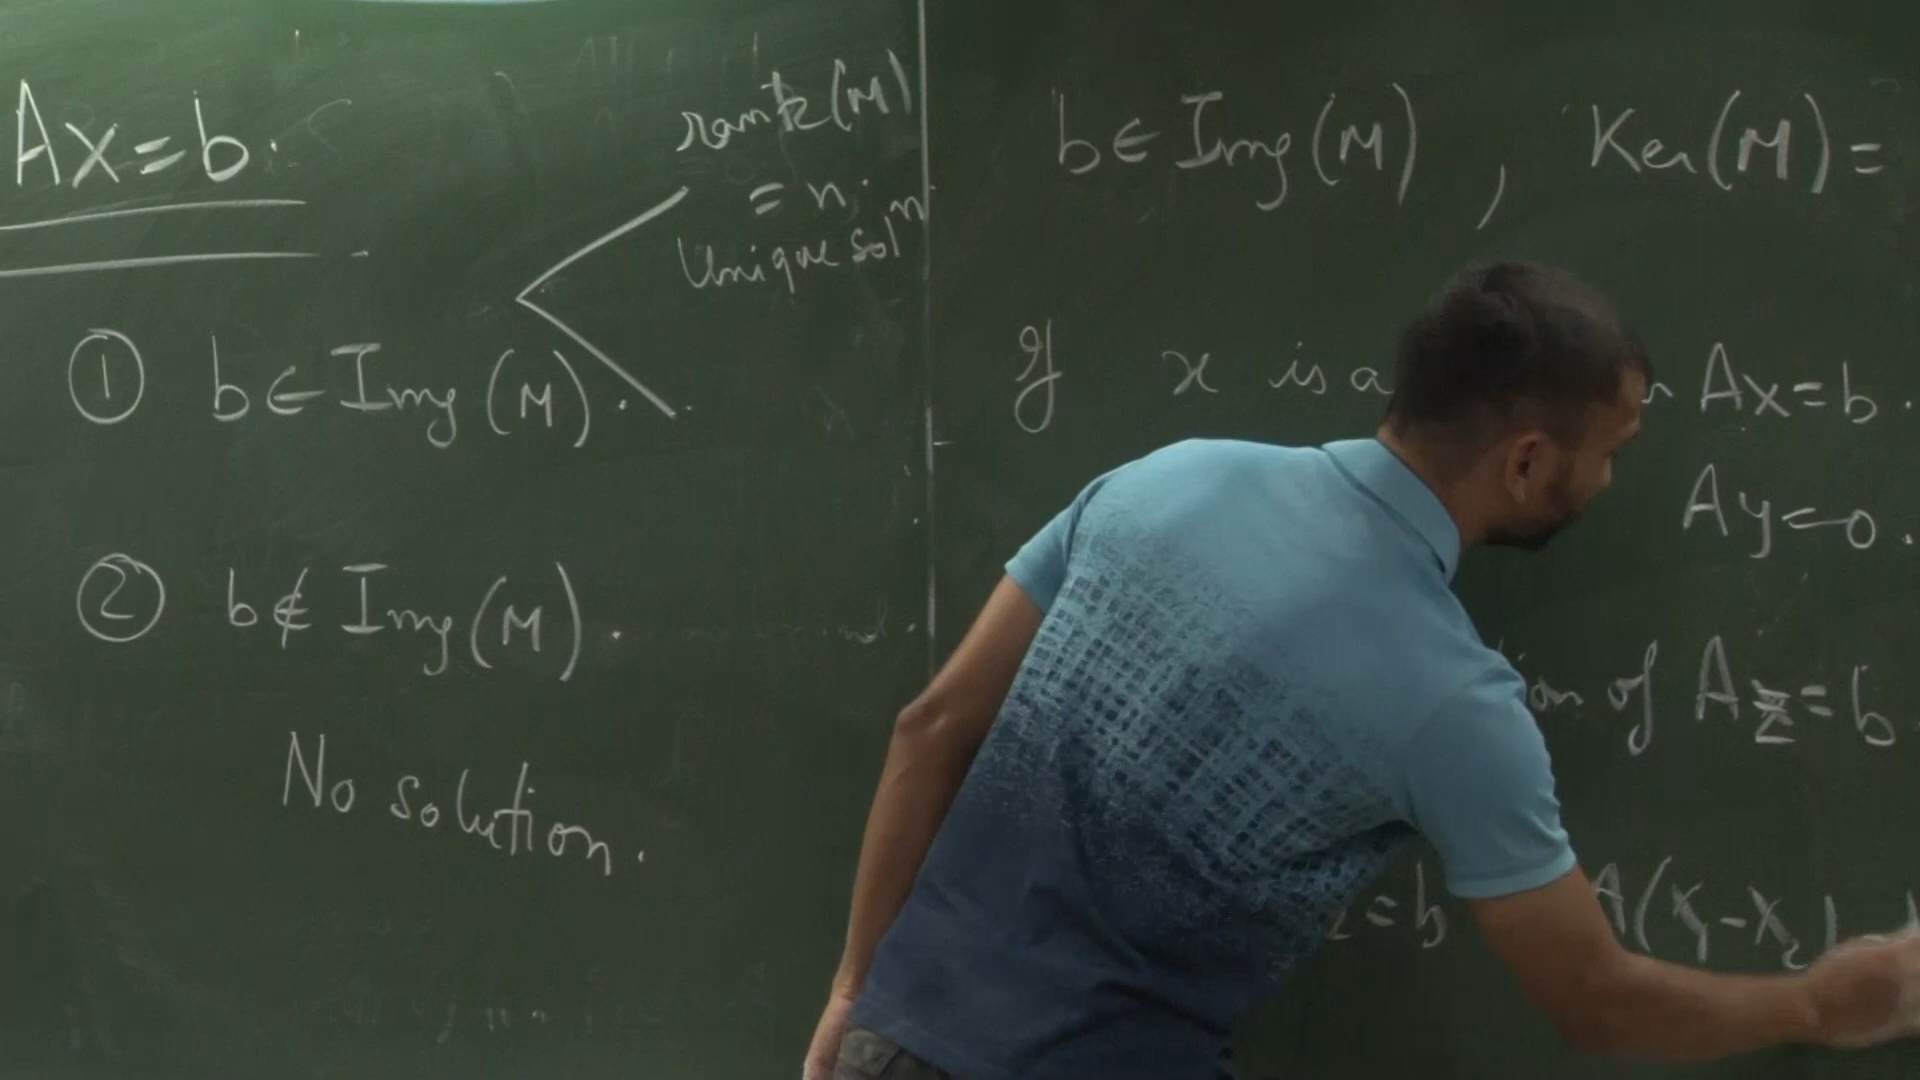 Ax=b.
rank(M)
= n,
Unique solⁿ
① b∈Img(M).
② b∉Img(M).
No solution.
b∈Img(M), Ker(M)=
If x is a Ax=b.
Ay=0.
of Az=b.
=b A(x₁-x₂)